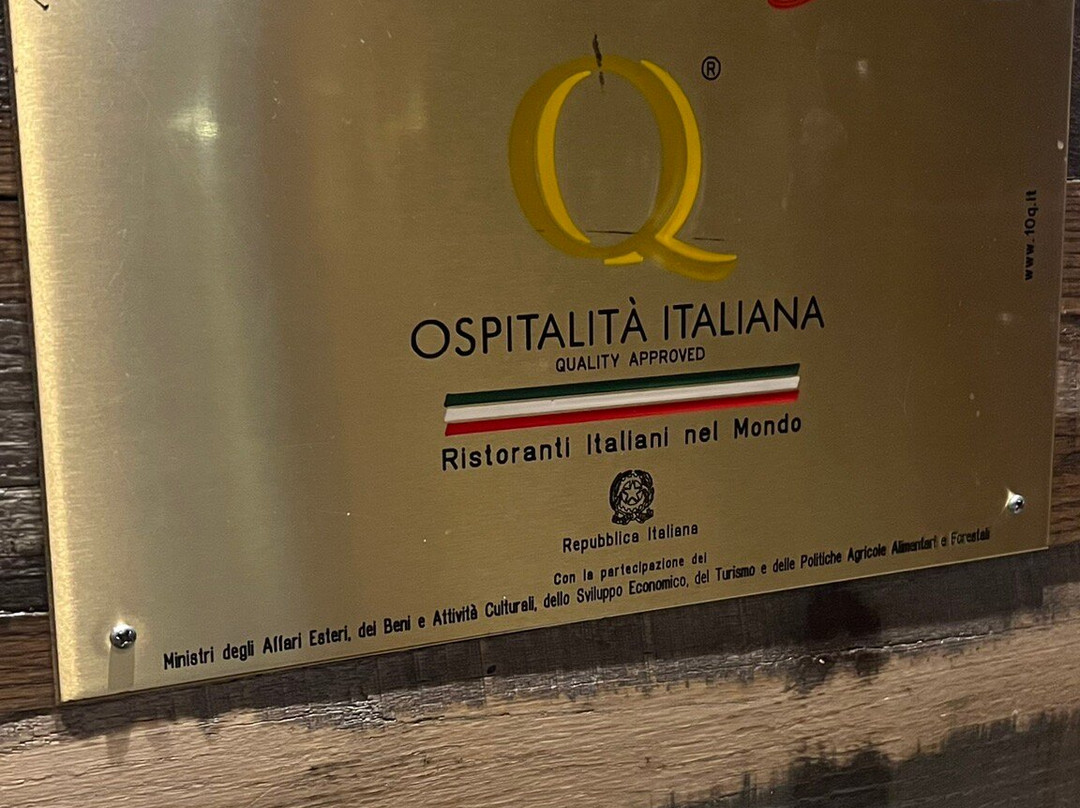 Q ®
OSPITALITÀ ITALIANA
QUALITY APPROVED
Ristoranti Italiani nel Mondo
Repubblica Italiana
Con la partecipazione dei
Ministri degli Affari Esteri, dei Beni e Attività Culturali, dello Sviluppo Economico, del Turismo e delle Politiche Agricole Alimentari e Forestali
www.10q.it